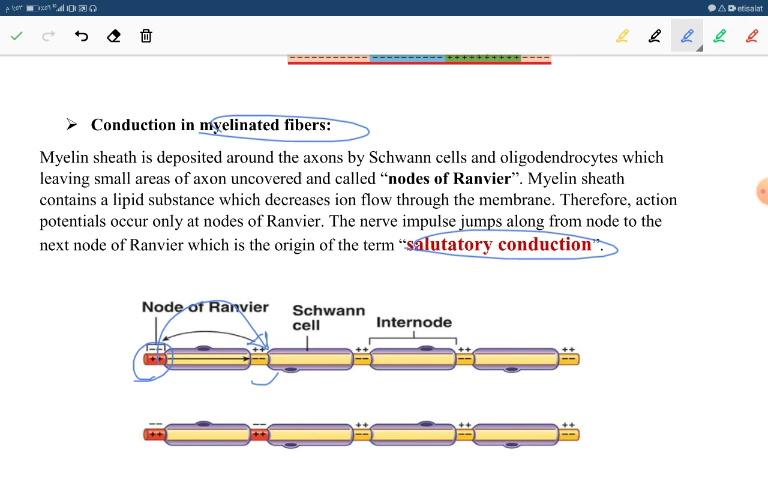 etisalat
➤ Conduction in myelinated fibers:
Myelin sheath is deposited around the axons by Schwann cells and oligodendrocytes which
leaving small areas of axon uncovered and called “nodes of Ranvier”. Myelin sheath
contains a lipid substance which decreases ion flow through the membrane. Therefore, action
potentials occur only at nodes of Ranvier. The nerve impulse jumps along from node to the
next node of Ranvier which is the origin of the term “salutatory conduction”.
Node of Ranvier
Schwann
cell
Internode
-- ++ ++ ++ ++
++ -- -- -- --
-- -- ++ ++ ++
++ ++ -- -- --